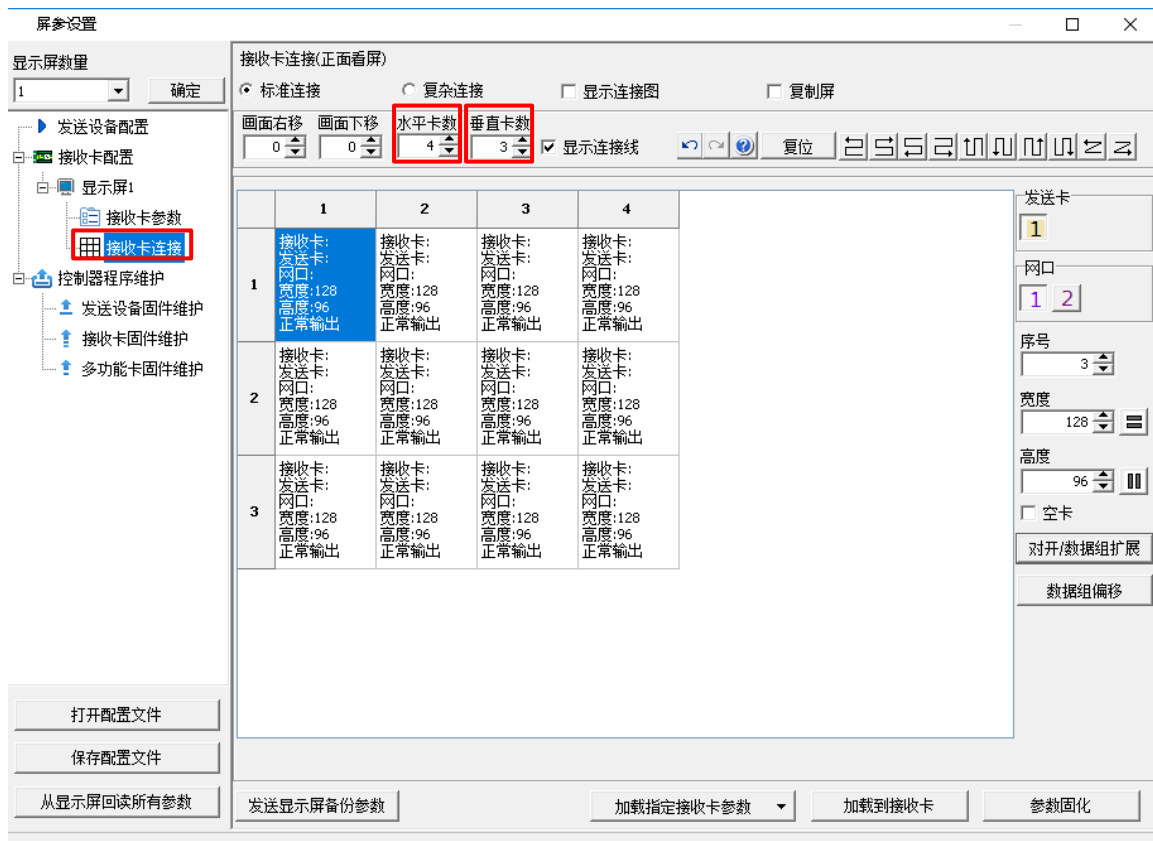 屏参设置
显示屏数量
1
确定
发送设备配置
接收卡配置
显示屏1
接收卡参数
接收卡连接
控制器程序维护
发送设备固件维护
接收卡固件维护
多功能卡固件维护
打开配置文件
保存配置文件
从显示屏回读所有参数
接收卡连接(正面看屏)
标准连接 复杂连接 显示连接图 复制屏
画面右移 画面下移 水平卡数 垂直卡数
0 0 4 3 显示连接线 复位
1 2 3 4
接收卡: 接收卡: 接收卡: 接收卡:
发送卡: 发送卡: 发送卡: 发送卡:
网口: 网口: 网口: 网口:
1 宽度:128 宽度:128 宽度:128 宽度:128
高度:96 高度:96 高度:96 高度:96
正常输出 正常输出 正常输出 正常输出
接收卡: 接收卡: 接收卡: 接收卡:
发送卡: 发送卡: 发送卡: 发送卡:
网口: 网口: 网口: 网口:
2 宽度:128 宽度:128 宽度:128 宽度:128
高度:96 高度:96 高度:96 高度:96
正常输出 正常输出 正常输出 正常输出
接收卡: 接收卡: 接收卡: 接收卡:
发送卡: 发送卡: 发送卡: 发送卡:
网口: 网口: 网口: 网口:
3 宽度:128 宽度:128 宽度:128 宽度:128
高度:96 高度:96 高度:96 高度:96
正常输出 正常输出 正常输出 正常输出
发送卡
1
网口
1 2
序号
3
宽度
128
高度
96
空卡
对开/数据组扩展
数据组偏移
发送显示屏备份参数 加载指定接收卡参数 加载到接收卡 参数固化